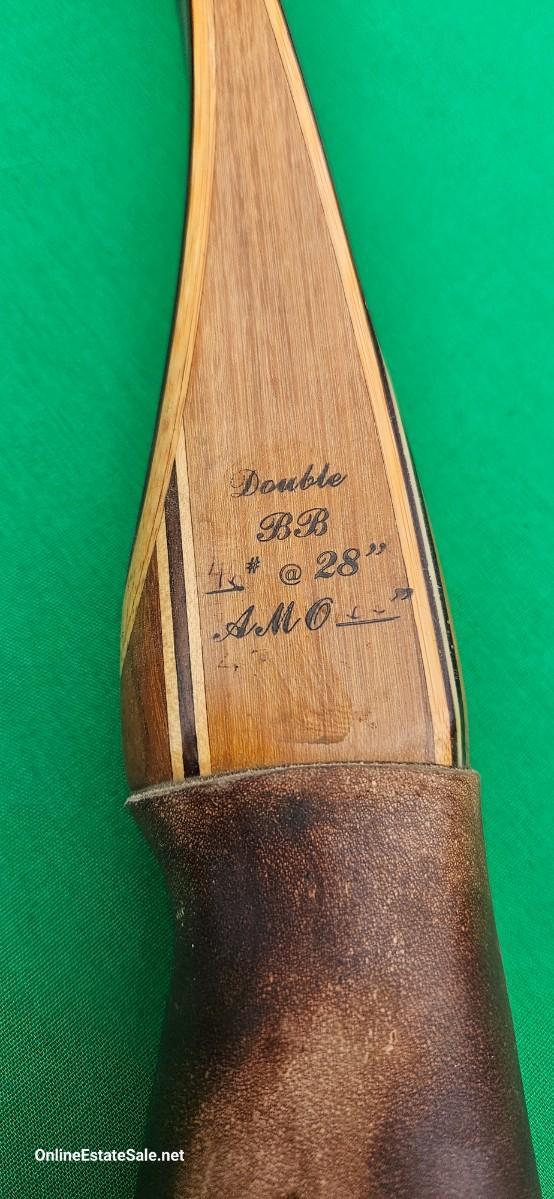 Double
BB
# @ 28"
AMO "
OnlineEstateSale.net